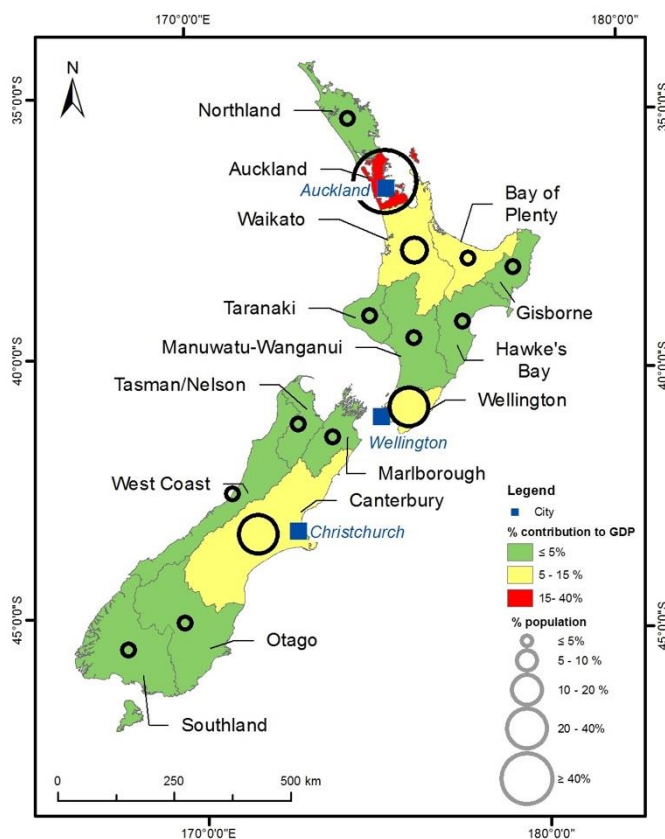 170°0'0"E
180°0'0"
N
35°0'0"S
35°0'0"S
Northland
Auckland
Auckland
Bay of
Plenty
Waikato
Taranaki
Gisborne
Manuwatu-Wanganui
Hawke's
Bay
40°0'0"S
40°0'0"S
Tasman/Nelson
Wellington
Wellington
Marlborough
West Coast
Canterbury
Christchurch
Legend
City
% contribution to GDP
≤ 5%
5 - 15 %
15- 40%
% population
≤ 5%
5 - 10 %
10 - 20 %
20 - 40%
≥ 40%
45°0'0"S
45°0'0"S
Otago
Southland
0
250
500 km
170°0'0"E
180°0'0"